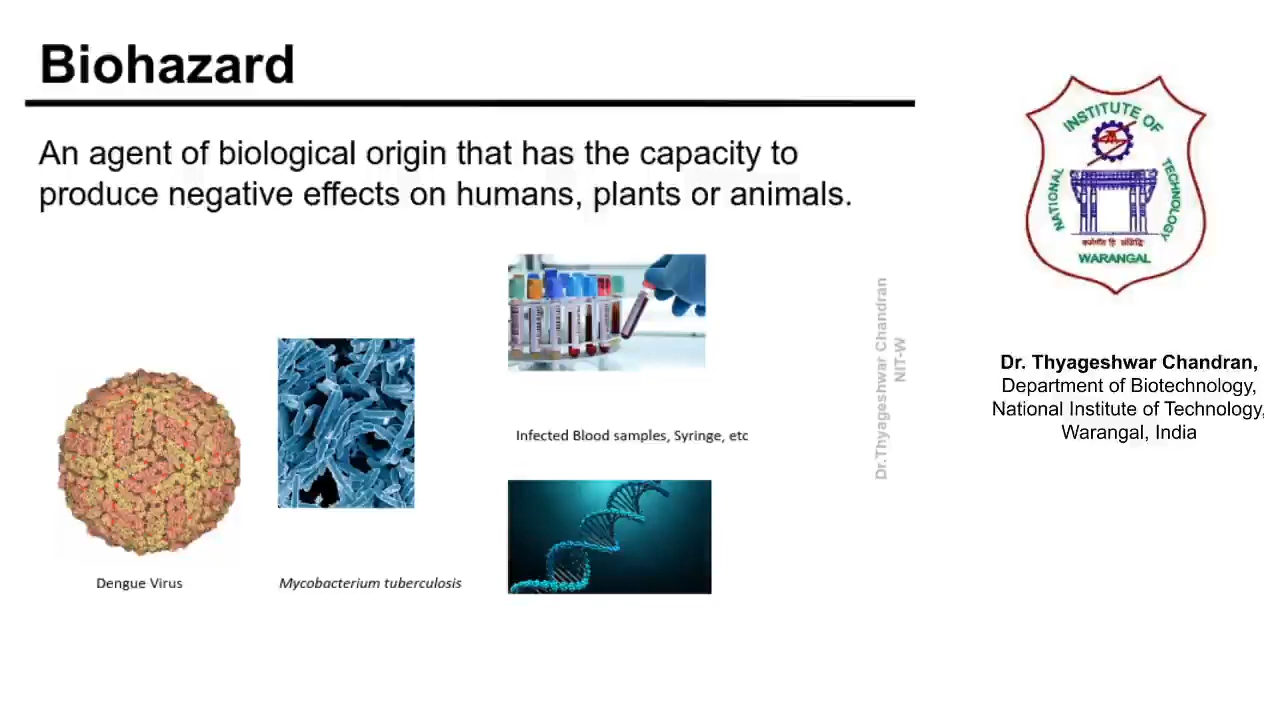 Biohazard
An agent of biological origin that has the capacity to
produce negative effects on humans, plants or animals.
Infected Blood samples, Syringe, etc
Dengue Virus
Mycobacterium tuberculosis
Dr.Thyageshwar Chandran
NIT-W
INSTITUTE OF
NATIONAL
TECHNOLOGY
WARANGAL
Dr. Thyageshwar Chandran,
Department of Biotechnology,
National Institute of Technology,
Warangal, India